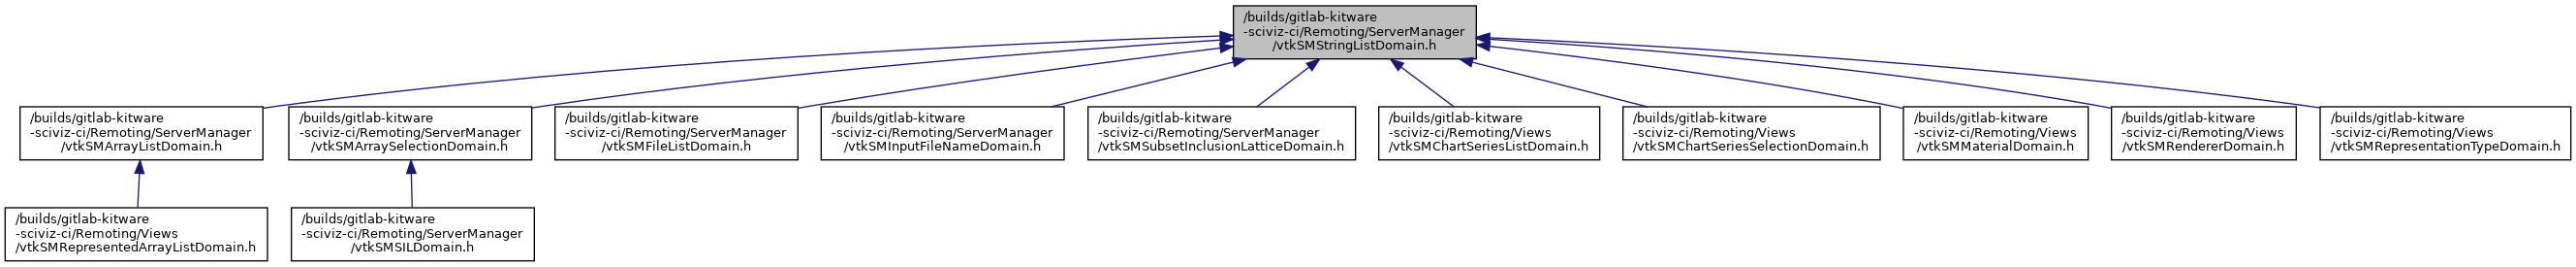 /builds/gitlab-kitware
-sciviz-ci/Remoting/ServerManager
/vtkSMStringListDomain.h
/builds/gitlab-kitware
-sciviz-ci/Remoting/ServerManager
/vtkSMArrayListDomain.h
/builds/gitlab-kitware
-sciviz-ci/Remoting/ServerManager
/vtkSMArraySelectionDomain.h
/builds/gitlab-kitware
-sciviz-ci/Remoting/ServerManager
/vtkSMFileListDomain.h
/builds/gitlab-kitware
-sciviz-ci/Remoting/ServerManager
/vtkSMInputFileNameDomain.h
/builds/gitlab-kitware
-sciviz-ci/Remoting/ServerManager
/vtkSMSubsetInclusionLatticeDomain.h
/builds/gitlab-kitware
-sciviz-ci/Remoting/Views
/vtkSMChartSeriesListDomain.h
/builds/gitlab-kitware
-sciviz-ci/Remoting/Views
/vtkSMChartSeriesSelectionDomain.h
/builds/gitlab-kitware
-sciviz-ci/Remoting/Views
/vtkSMMaterialDomain.h
/builds/gitlab-kitware
-sciviz-ci/Remoting/Views
/vtkSMRendererDomain.h
/builds/gitlab-kitware
-sciviz-ci/Remoting/Views
/vtkSMRepresentationTypeDomain.h
/builds/gitlab-kitware
-sciviz-ci/Remoting/Views
/vtkSMRepresentedArrayListDomain.h
/builds/gitlab-kitware
-sciviz-ci/Remoting/ServerManager
/vtkSMSILDomain.h